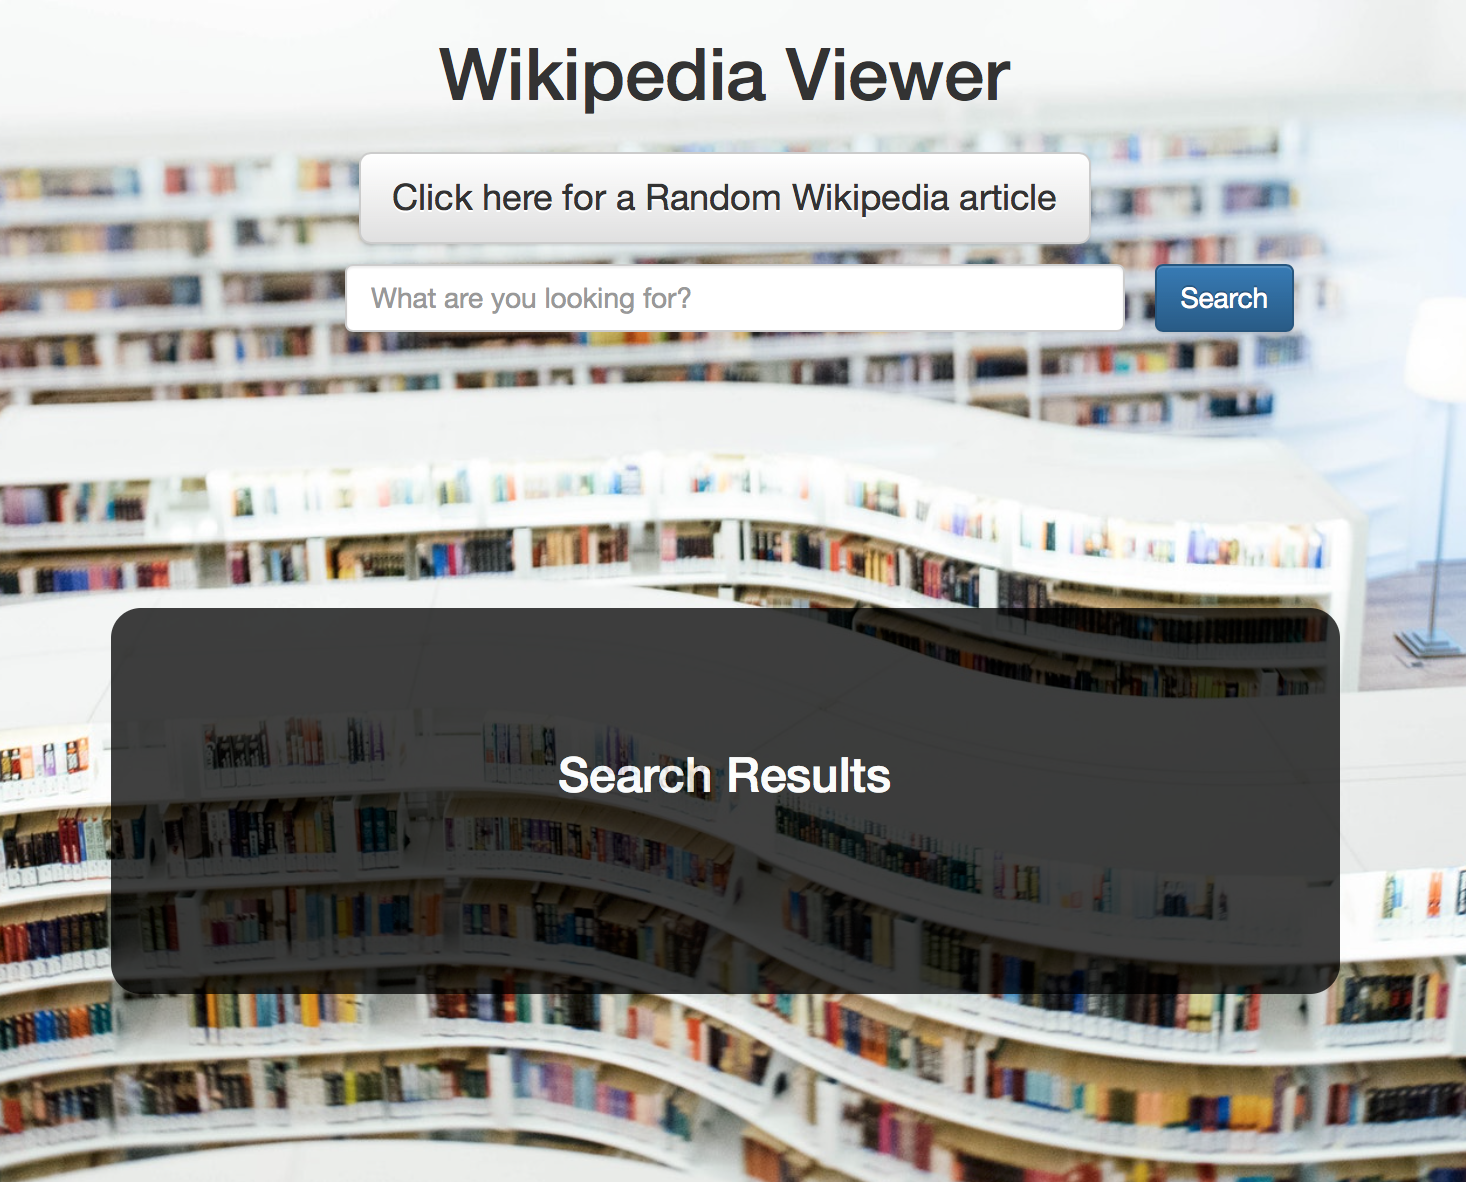 Wikipedia Viewer
Click here for a Random Wikipedia article
What are you looking for?
Search
Search Results